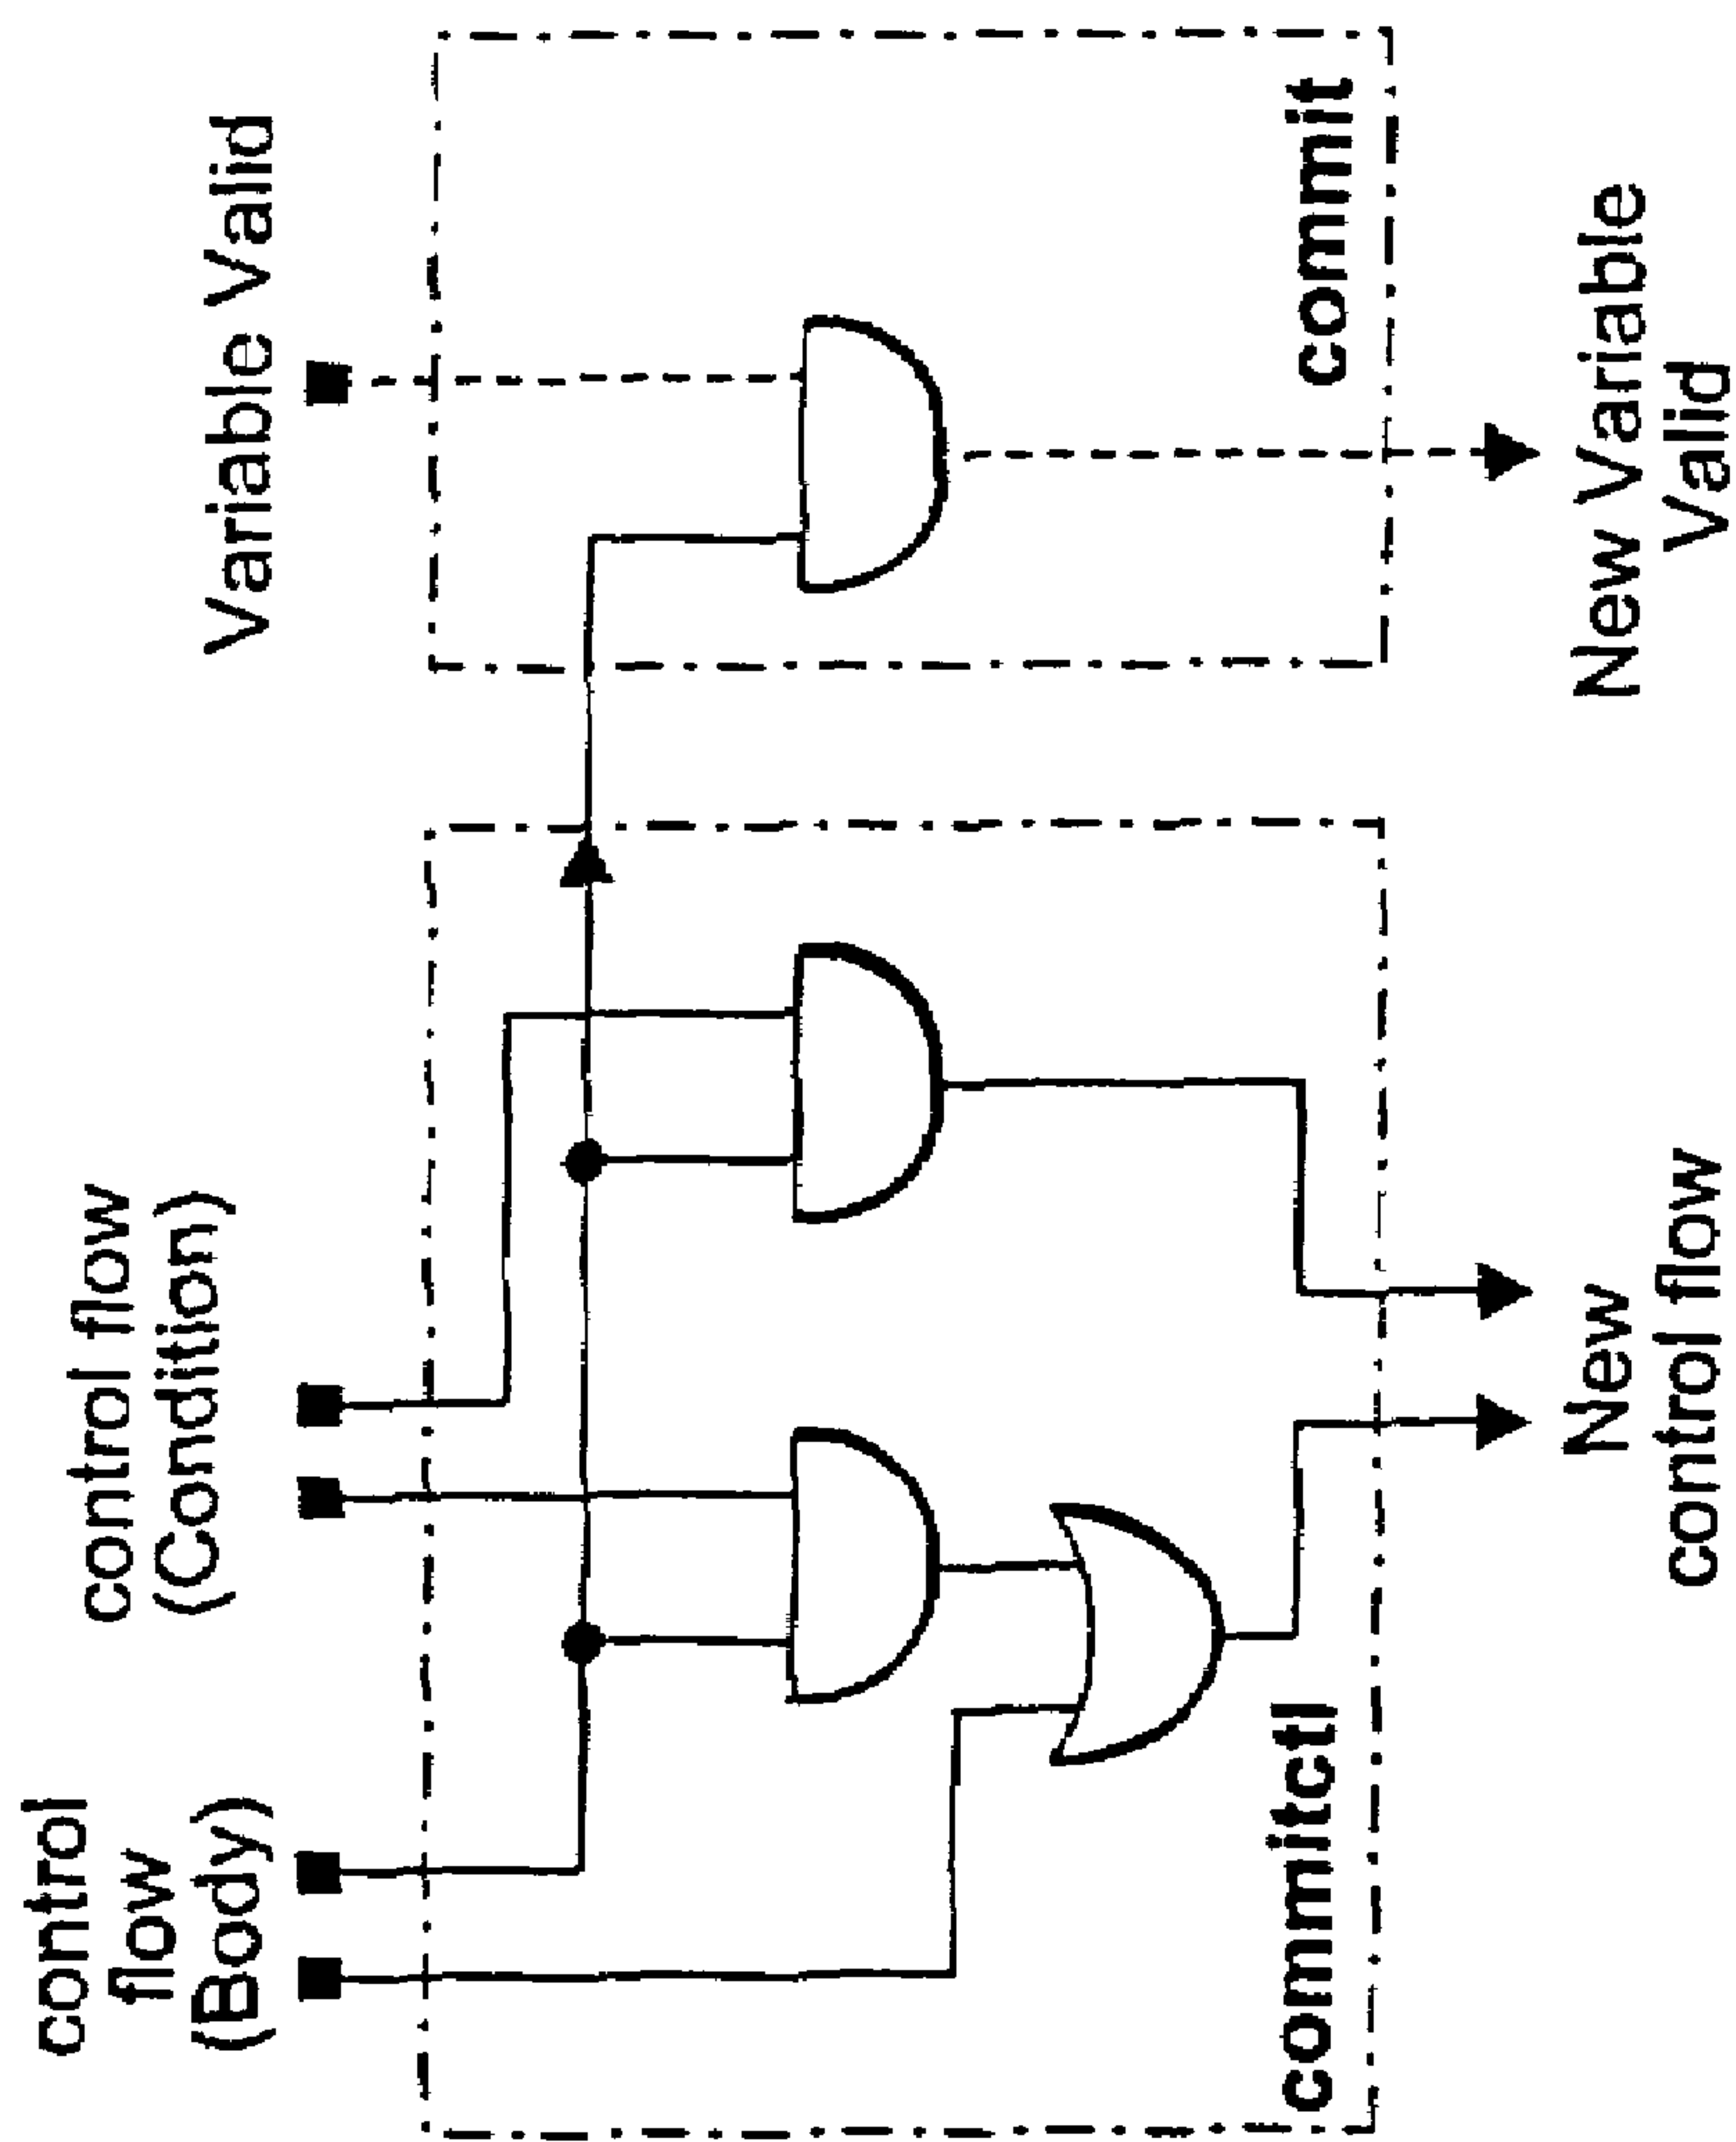 control
flow
(Body)
control flow
(Condition)
Variable Valid
commitctl
commit
New
control flow
New Variable
Valid